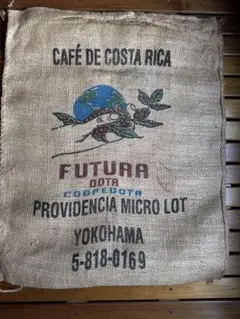 CAFÉ DE COSTA RICA
FUTURA
DOTA
COOPEDOTA
PROVIDENCIA MICRO LOT
YOKOHAMA
5-818-0169